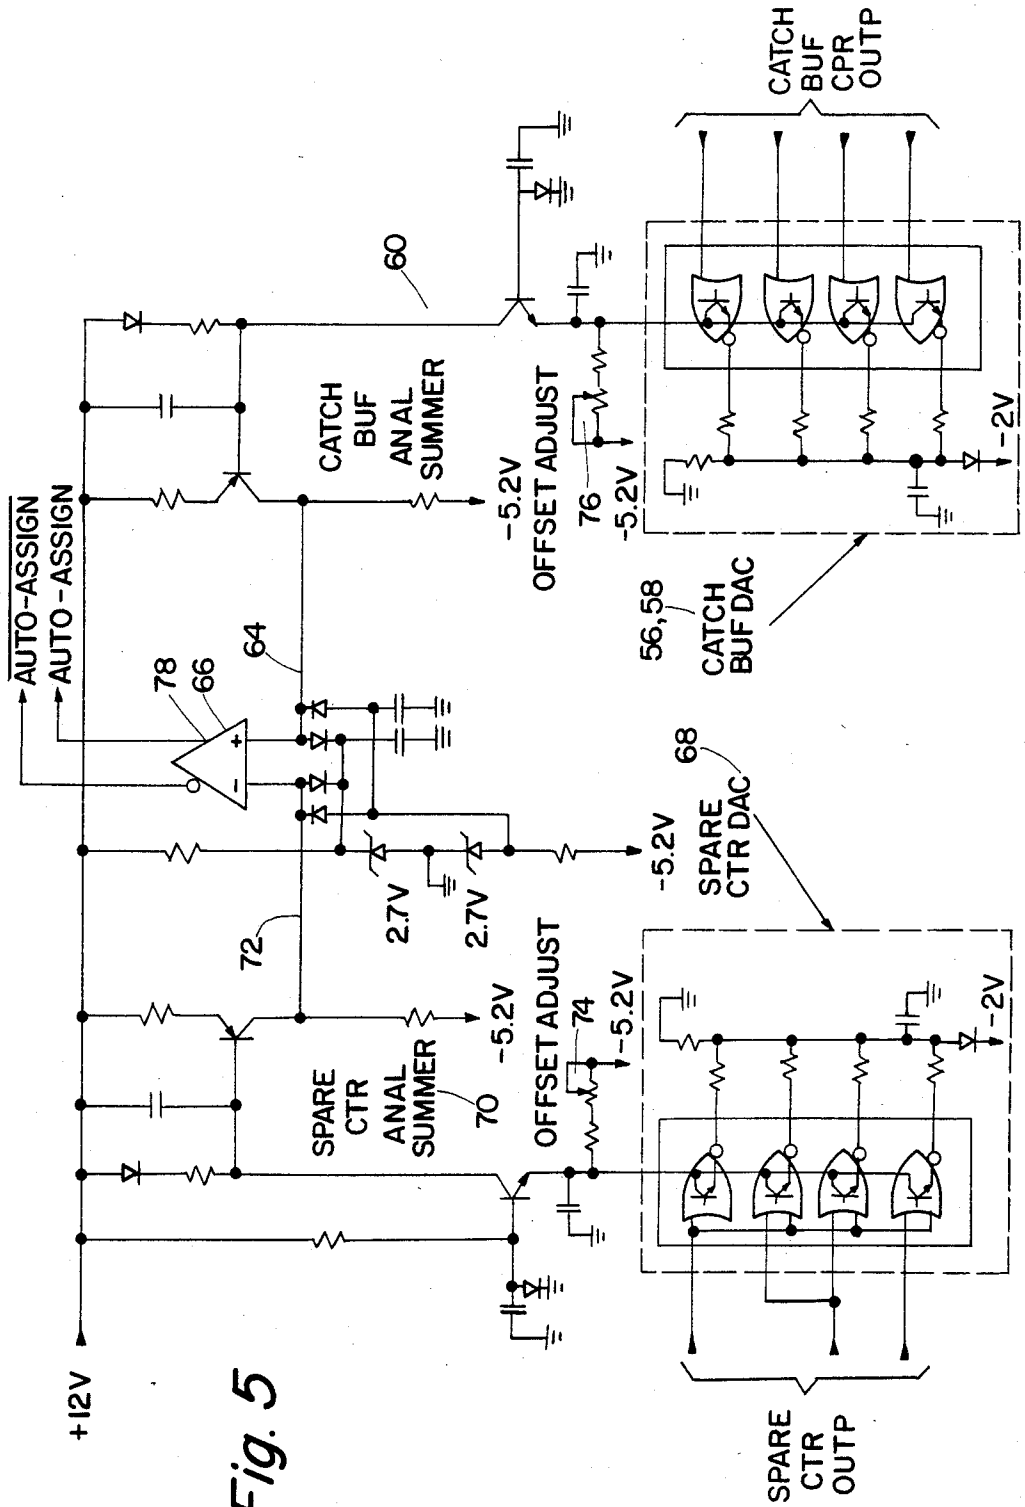 +12V
AUTO-ASSIGN
AUTO-ASSIGN
78
66
+
-
64
72
60
SPARE
CTR
ANAL
SUMMER
70
-5.2V
2.7V
2.7V
-5.2V
CATCH
BUF
ANAL
SUMMER
-5.2V
OFFSET ADJUST
74
-5.2V
OFFSET ADJUST
76
-5.2V
SPARE
CTR
OUTP
68
SPARE
CTR DAC
-2V
56,58
CATCH
BUF DAC
-2V
CATCH
BUF
CPR
OUTP
Fig. 5